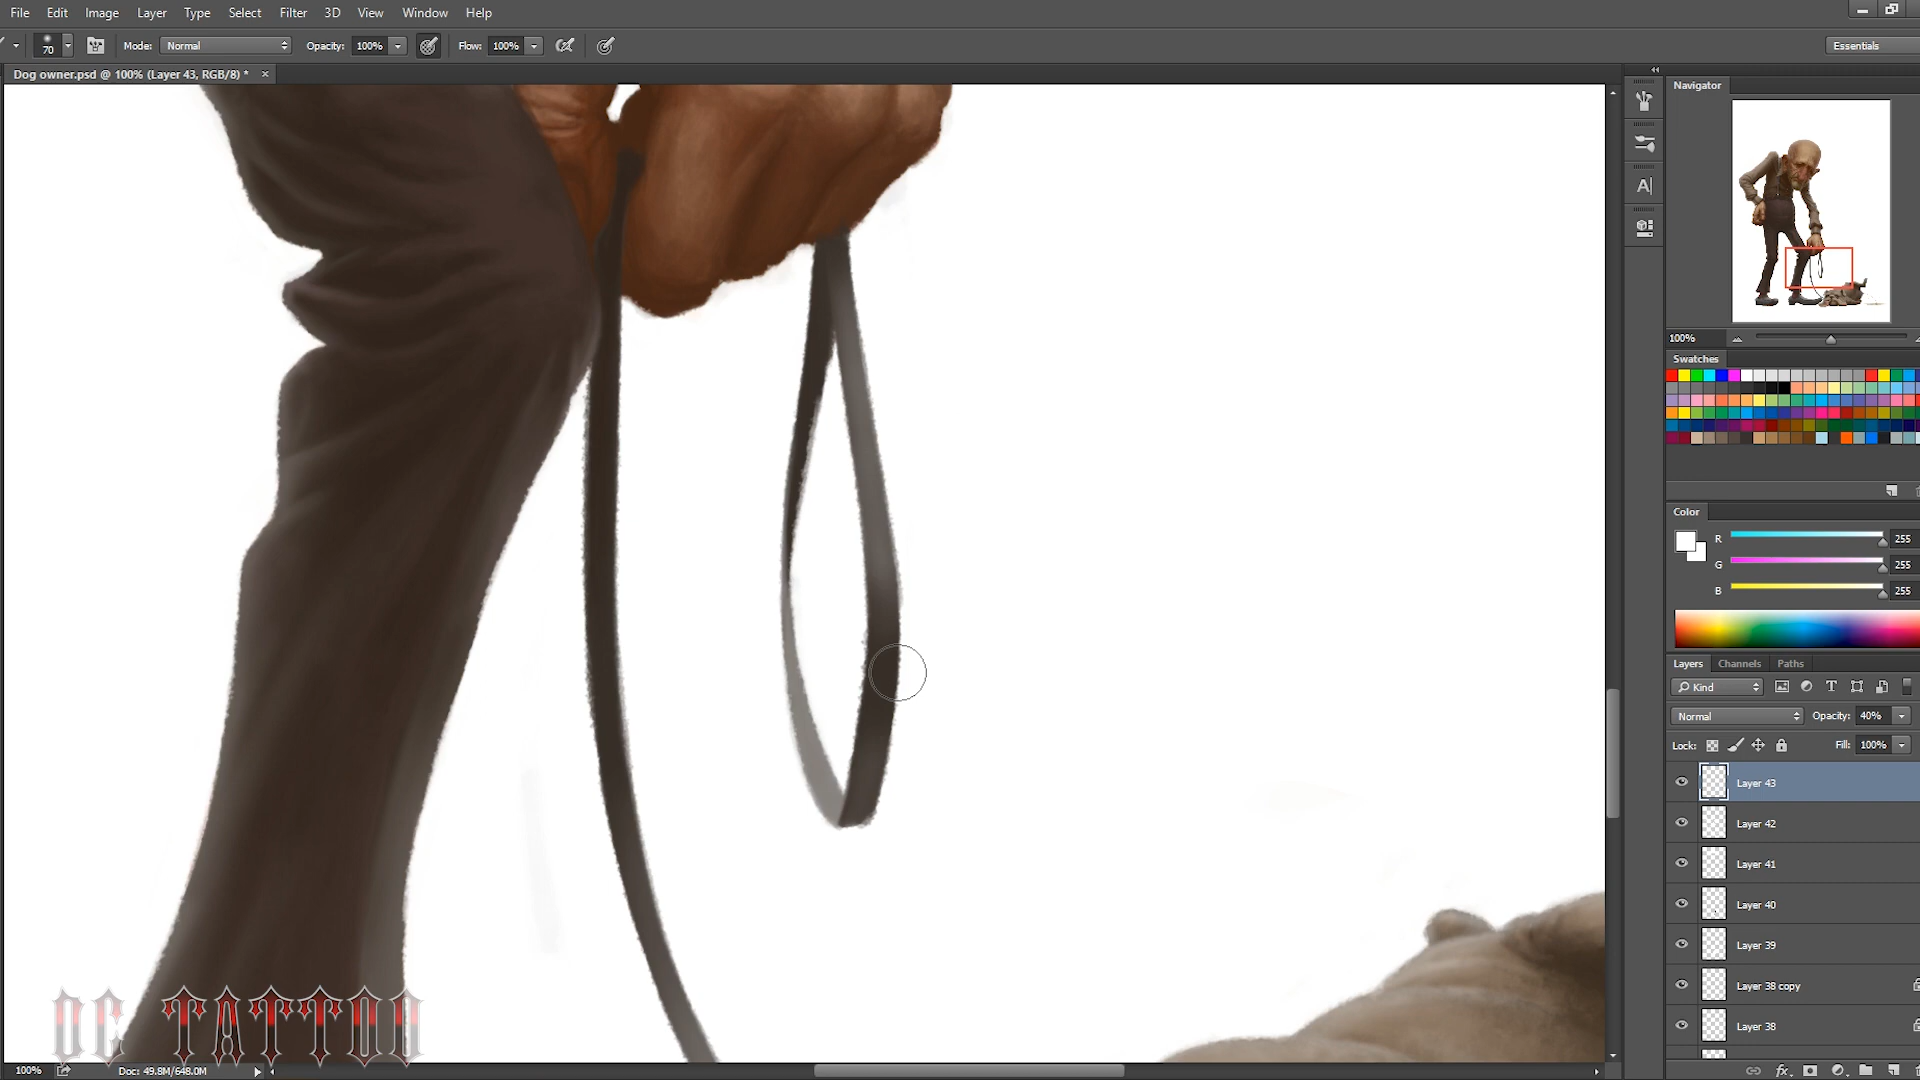 File Edit Image Layer Type Select Filter 3D View Window Help
70 Mode: Normal Opacity: 100% Flow: 100% Essentials
Dog owner.psd @ 100% (Layer 43, RGB/8) * ×
Navigator
100%
Swatches
Color
R 255
G 255
B 255
Layers Channels Paths
Kind T
Normal Opacity: 40%
Lock: Fill: 100%
Layer 43
Layer 42
Layer 41
Layer 40
Layer 39
Layer 38 copy
Layer 38
fx
A
100% Doc: 49.8M/648.0M
TATTOO